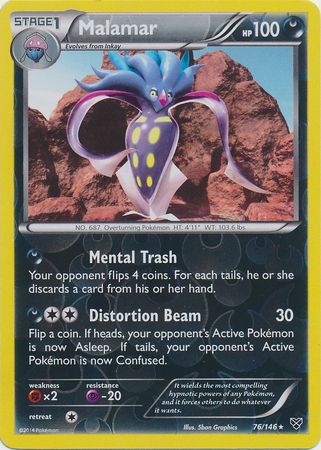 STAGE1
Malamar
HP 100
Evolves from Inkay
NO. 687 Overturning Pokémon HT: 4'11" WT: 103.6 lbs.
Mental Trash
Your opponent flips 4 coins. For each tails, he or she
discards a card from his or her hand.
Distortion Beam 30
Flip a coin. If heads, your opponent's Active Pokémon
is now Asleep. If tails, your opponent's Active
Pokémon is now Confused.
weakness
×2
resistance
-20
retreat
It wields the most compelling
hypnotic powers of any Pokémon,
and it forces others to do whatever
it wants.
©2014 Pokémon
Illus. 5ban Graphics
76/146★